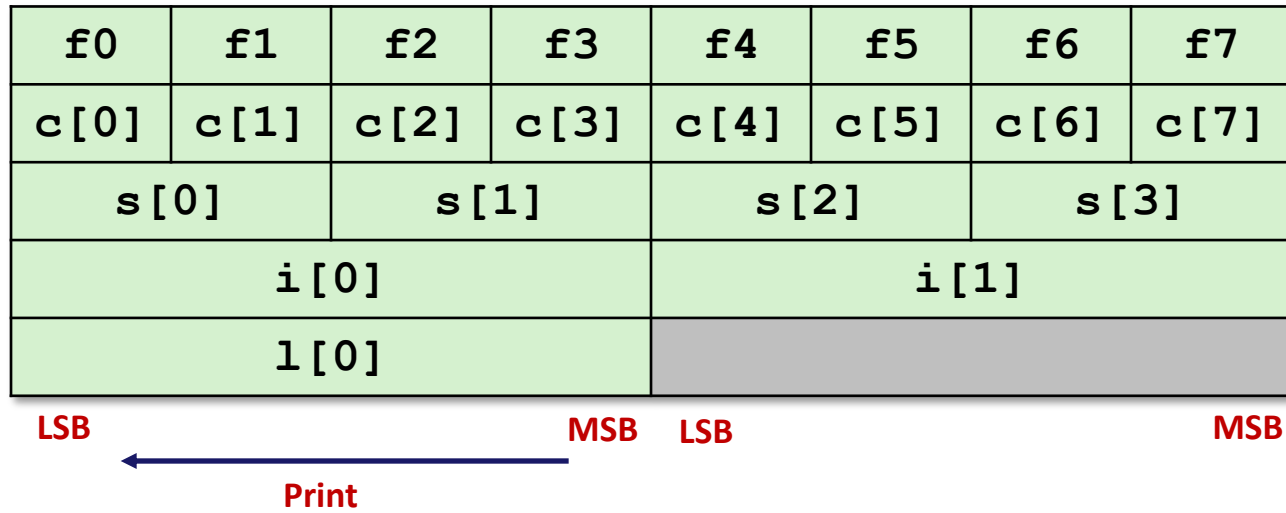 f0 f1 f2 f3 f4 f5 f6 f7
c[0] c[1] c[2] c[3] c[4] c[5] c[6] c[7]
s[0] s[1] s[2] s[3]
i[0] i[1]
l[0]
LSB MSB LSB MSB
Print